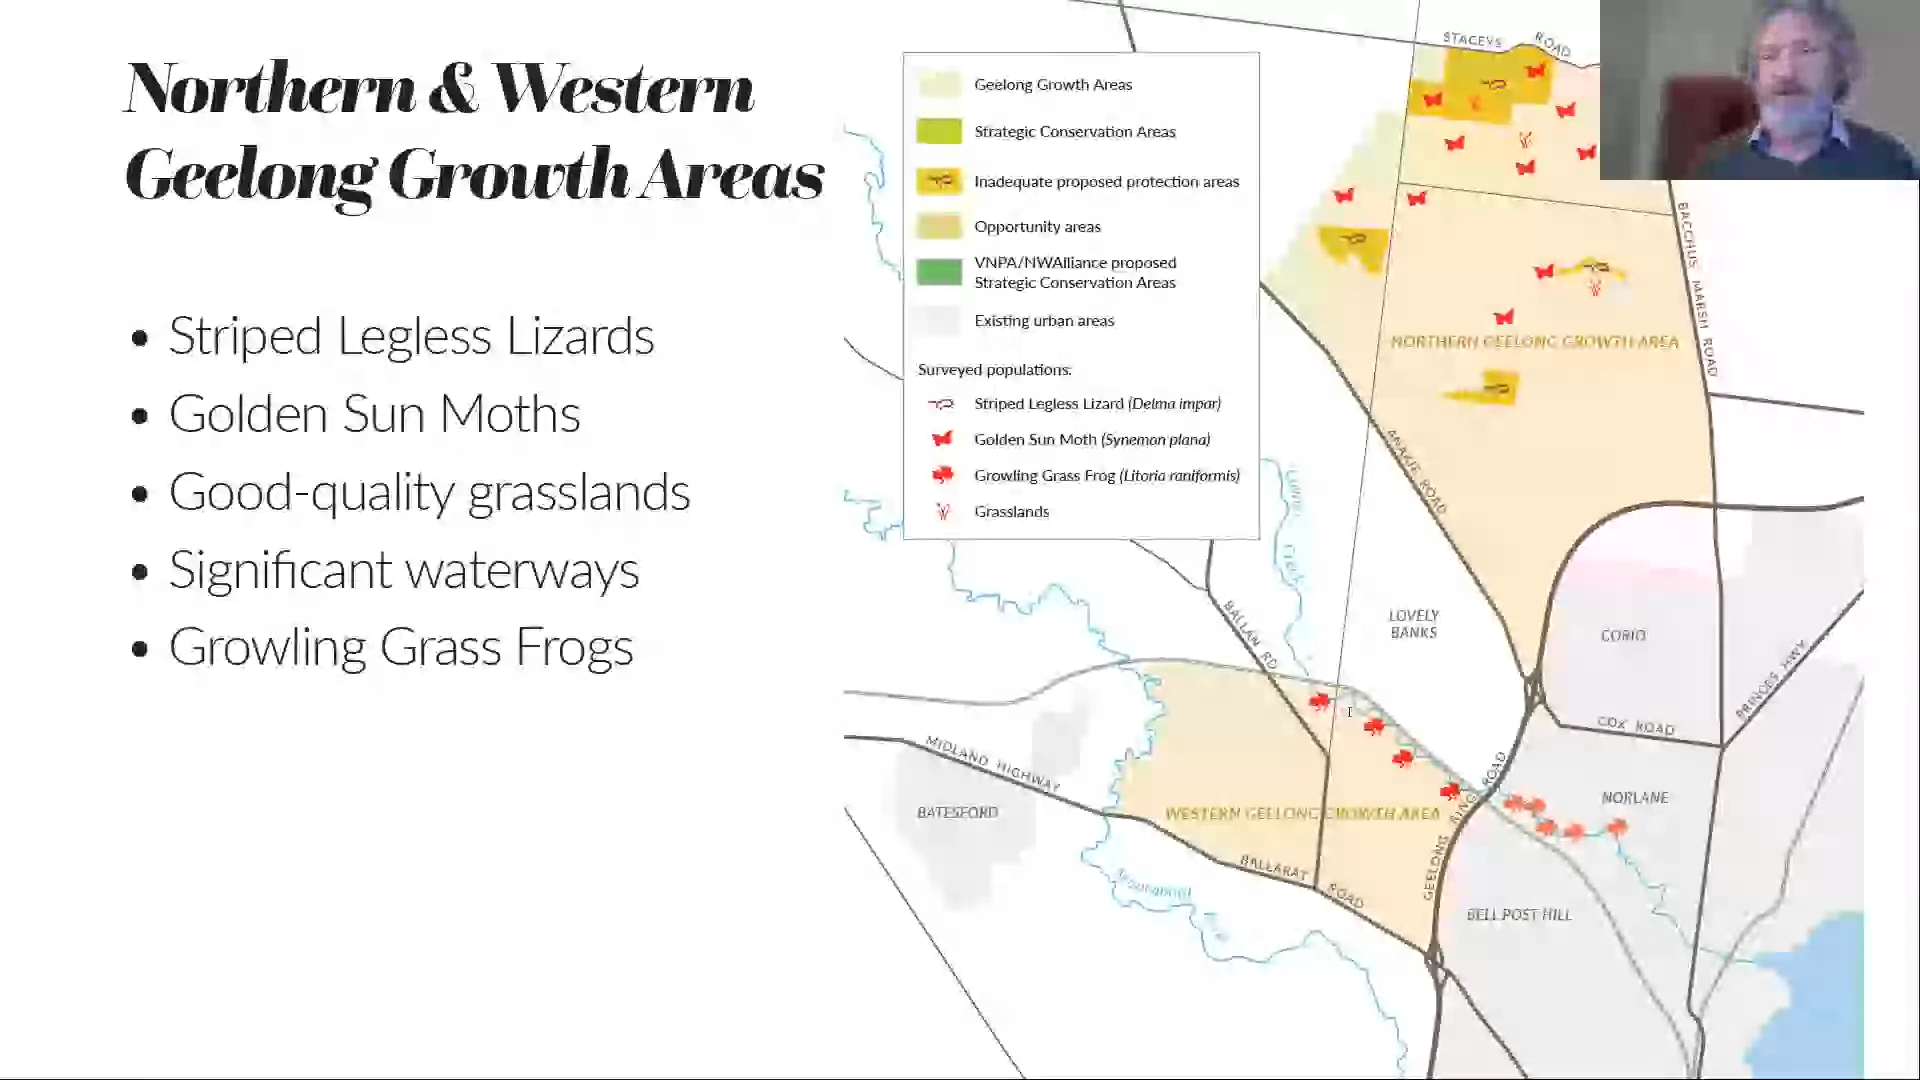 Northern & Western
Geelong Growth Areas
• Striped Legless Lizards
• Golden Sun Moths
• Good-quality grasslands
• Significant waterways
• Growling Grass Frogs
Geelong Growth Areas
Strategic Conservation Areas
Inadequate proposed protection areas
Opportunity areas
VNPA/NWAlliance proposed
Strategic Conservation Areas
Existing urban areas
Surveyed populations:
Striped Legless Lizard (Delma impar)
Golden Sun Moth (Synemon plana)
Growling Grass Frog (Litoria raniformis)
Grasslands
STACEYS ROAD
BACCHUS MARSH ROAD
NORTHERN GEELONG GROWTH AREA
ANAKIE ROAD
LOVELY
BANKS
CORIO
BALLAN RD
PRINCES HWY
COX ROAD
MIDLAND HIGHWAY
BATESFORD
WESTERN GEELONG GROWTH AREA
GEELONG RING ROAD
NORLANE
BALLARAT ROAD
BELL POST HILL
Moorabool
Creek